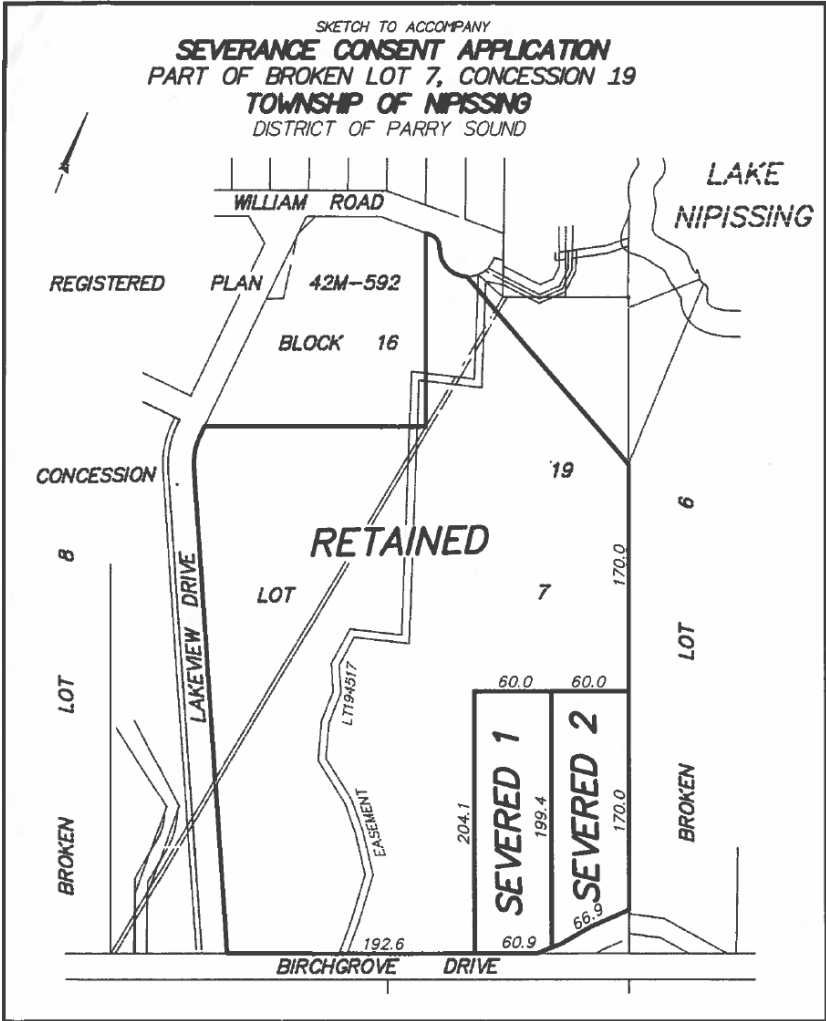 SKETCH TO ACCOMPANY
SEVERANCE CONSENT APPLICATION
PART OF BROKEN LOT 7, CONCESSION 19
TOWNSHIP OF NIPISSING
DISTRICT OF PARRY SOUND
LAKE
NIPISSING
WILLIAM ROAD
REGISTERED PLAN 42M-592
BLOCK 16
CONCESSION
19
RETAINED
LOT
7
BROKEN LOT 8
LAKEVIEW DRIVE
LT194517
EASEMENT
170.0
BROKEN LOT 6
60.0
60.0
204.1
SEVERED 1
199.4
SEVERED 2
170.0
192.6
60.9
66.9
BIRCHGROVE DRIVE